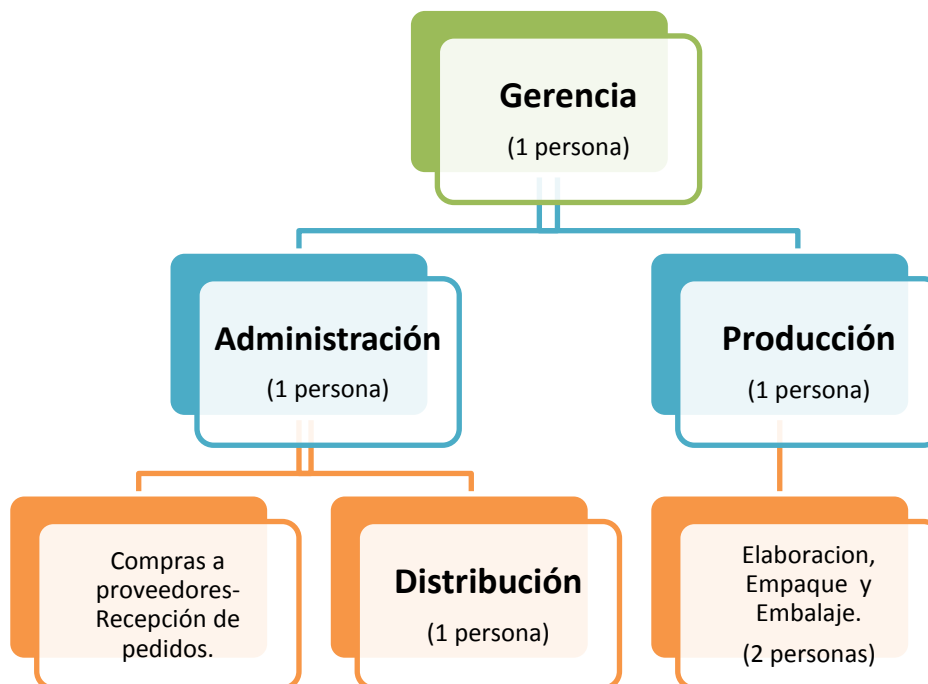 Gerencia
(1 persona)
Administración
(1 persona)
Producción
(1 persona)
Compras a
proveedores-
Recepción de
pedidos.
Distribución
(1 persona)
Elaboracion,
Empaque y
Embalaje.
(2 personas)